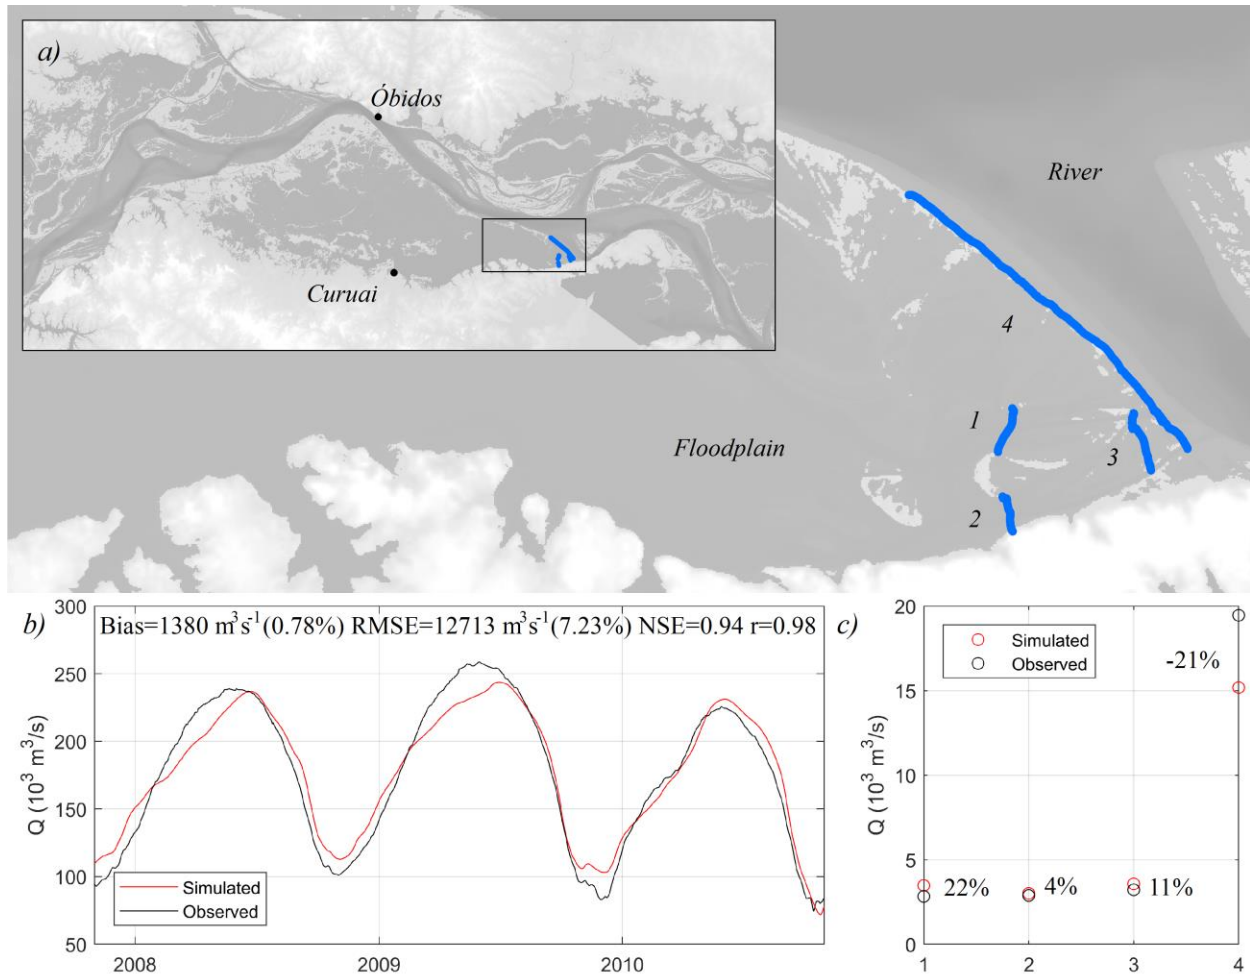 a)
Óbidos
Curuai
River
4
1
Floodplain
3
2
b)
Bias=1380 m³s⁻¹(0.78%) RMSE=12713 m³s⁻¹(7.23%) NSE=0.94 r=0.98
300
250
200
150
100
50
Q (10³ m³/s)
Simulated
Observed
2008
2009
2010
c)
20
15
10
5
0
Q (10³ m³/s)
Simulated
Observed
-21%
22%
4%
11%
1
2
3
4